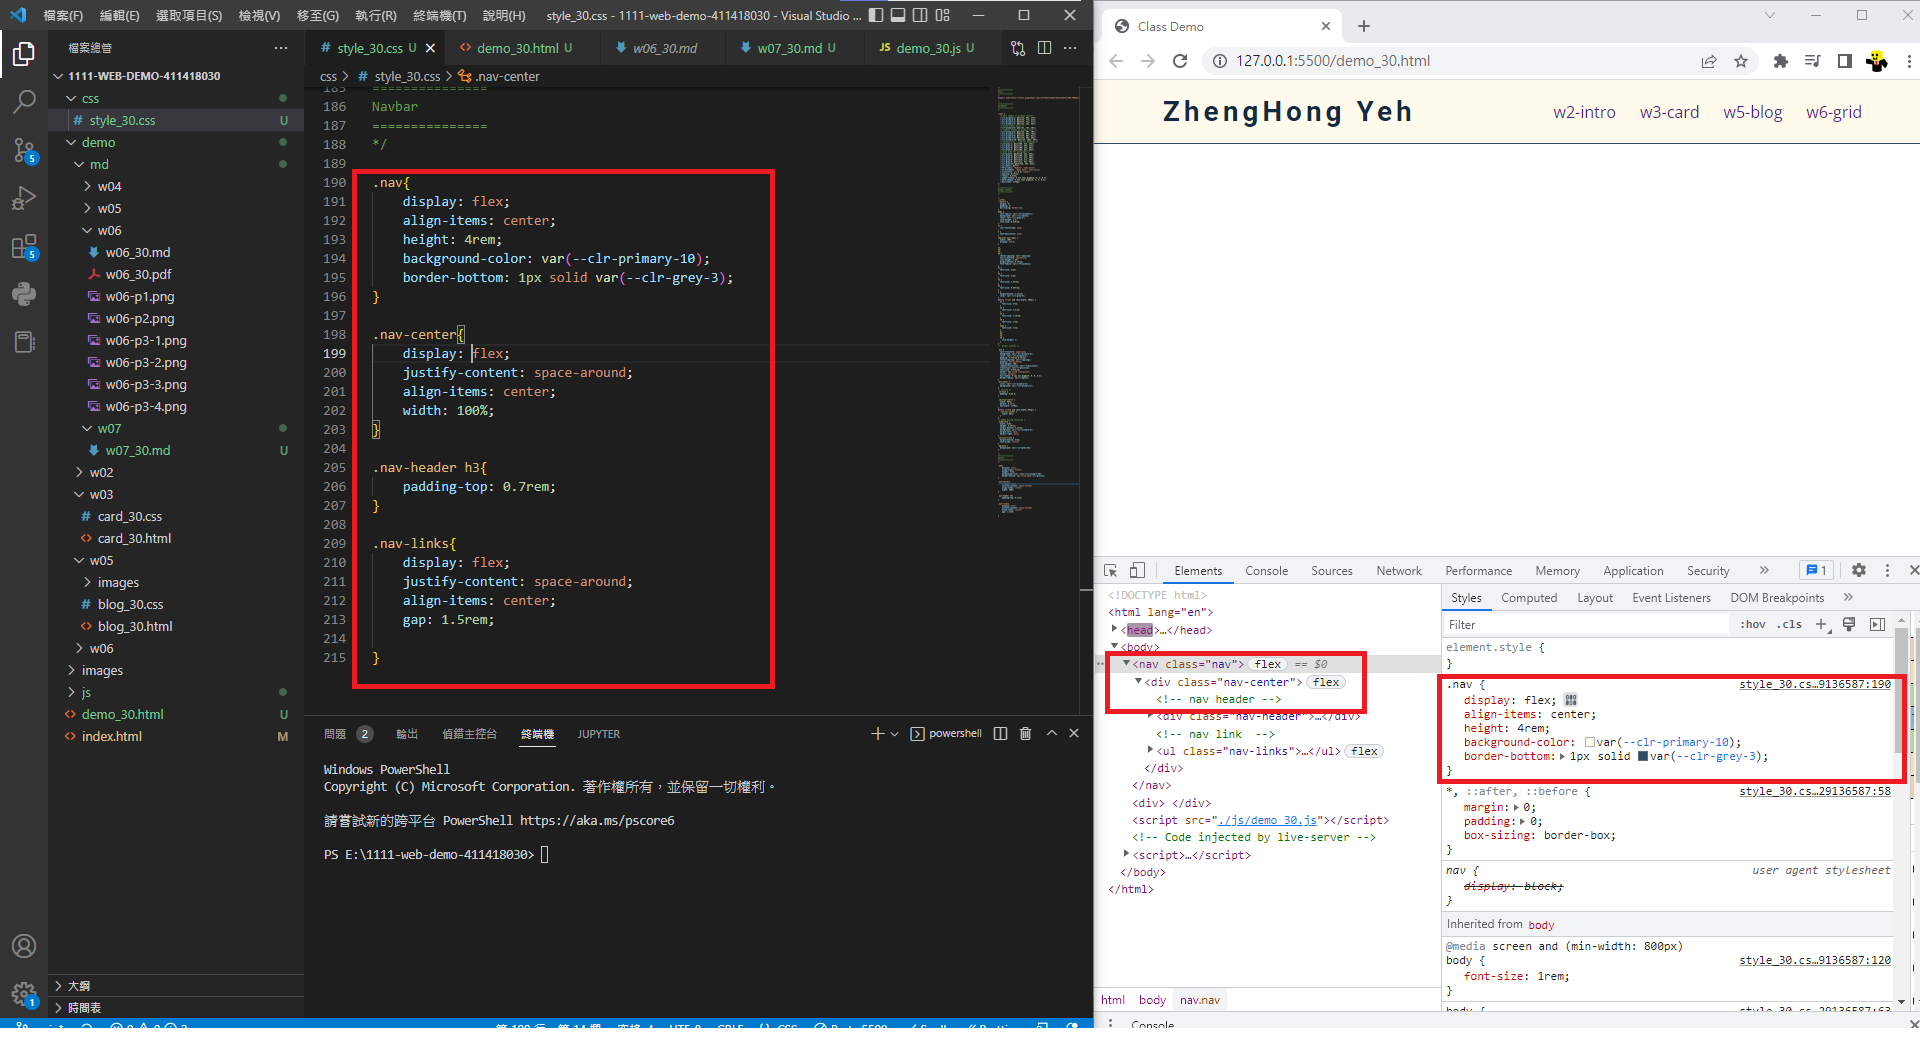 檔案(F) 編輯(E) 選取項目(S) 檢視(V) 移至(G) 執行(R) 終端機(T) 說明(H) style_30.css - 1111-web-demo-411418030 - Visual Studio ...
檔案總管
1111-WEB-DEMO-411418030
css
style_30.css U
demo
md
w04
w05
w06
w06_30.md
w06_30.pdf
w06-p1.png
w06-p2.png
w06-p3-1.png
w06-p3-2.png
w06-p3-3.png
w06-p3-4.png
w07
w07_30.md U
w02
w03
card_30.css
card_30.html
w05
images
blog_30.css
blog_30.html
w06
images
js
demo_30.html U
index.html M
大綱
時間表
5
5
1
style_30.css U
demo_30.html U
w06_30.md
w07_30.md U
JS demo_30.js U
css > # style_30.css > .nav-center
185 ===============
186 Navbar
187 ===============
188 */
189
190 .nav{
191 display: flex;
192 align-items: center;
193 height: 4rem;
194 background-color: var(--clr-primary-10);
195 border-bottom: 1px solid var(--clr-grey-3);
196 }
197
198 .nav-center{
199 display: flex;
200 justify-content: space-around;
201 align-items: center;
202 width: 100%;
203 }
204
205 .nav-header h3{
206 padding-top: 0.7rem;
207 }
208
209 .nav-links{
210 display: flex;
211 justify-content: space-around;
212 align-items: center;
213 gap: 1.5rem;
214
215 }
問題 2 輸出 偵錯主控台 終端機 JUPYTER powershell
Windows PowerShell
Copyright (C) Microsoft Corporation. 著作權所有，並保留一切權利。
請嘗試新的跨平台 PowerShell https://aka.ms/pscore6
PS E:\1111-web-demo-411418030>
Class Demo
127.0.0.1:5500/demo_30.html
ZhengHong Yeh
w2-intro w3-card w5-blog w6-grid
Elements Console Sources Network Performance Memory Application Security 1
<!DOCTYPE html>
<html lang="en">
<head>…</head>
<body>
<nav class="nav"> flex == $0
<div class="nav-center"> flex
<!-- nav header -->
<div class="nav-header">…</div>
<!-- nav link -->
<ul class="nav-links">…</ul> flex
</div>
</nav>
<div> </div>
<script src="./js/demo_30.js"></script>
<!-- Code injected by live-server -->
<script>…</script>
</body>
</html>
html body nav.nav
Styles Computed Layout Event Listeners DOM Breakpoints
Filter :hov .cls
element.style {
}
.nav { style_30.cs…9136587:190
display: flex;
align-items: center;
height: 4rem;
background-color: var(--clr-primary-10);
border-bottom: 1px solid var(--clr-grey-3);
}
*, ::after, ::before { style_30.cs…29136587:58
margin: 0;
padding: 0;
box-sizing: border-box;
}
nav { user agent stylesheet
display: block;
}
Inherited from body
@media screen and (min-width: 800px)
body { style_30.cs…9136587:120
font-size: 1rem;
}
body { style_30.cs…29136587:63
Console